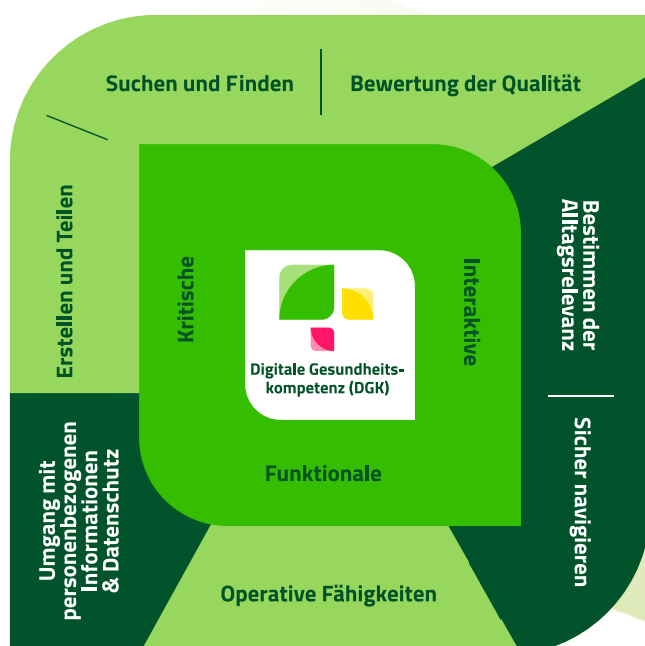 Suchen und Finden
Bewertung der Qualität
Erstellen und Teilen
Kritische
Interaktive
Bestimmen der
Alltagsrelevanz
Digitale Gesundheits-
kompetenz (DGK)
Funktionale
Umgang mit
personenbezogenen
Informationen
& Datenschutz
Sicher navigieren
Operative Fähigkeiten